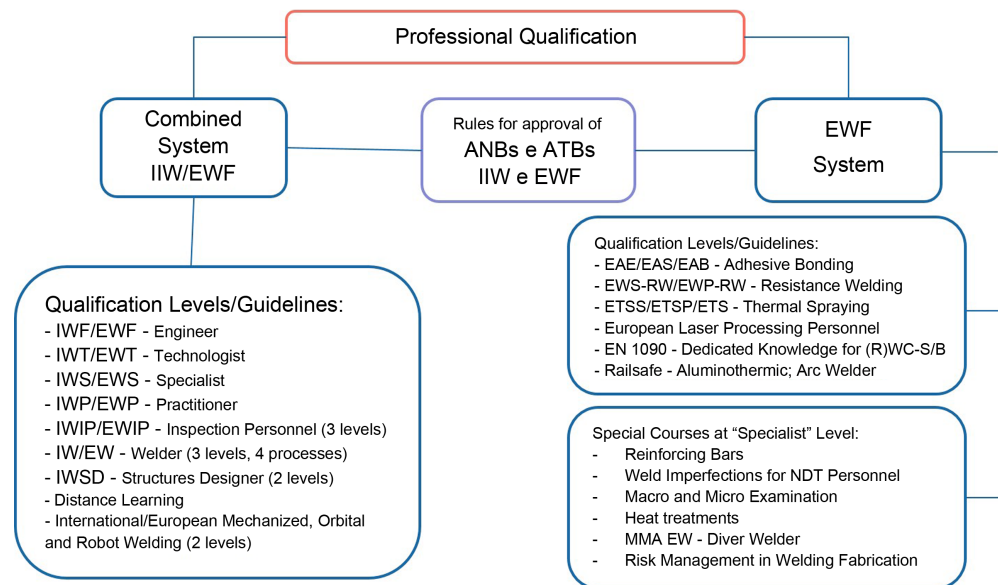 Professional Qualification
Combined
System
IIW/EWF
Rules for approval of
ANBs e ATBs
IIW e EWF
EWF
System
Qualification Levels/Guidelines:
- IWF/EWF - Engineer
- IWT/EWT - Technologist
- IWS/EWS - Specialist
- IWP/EWP - Practitioner
- IWIP/EWIP - Inspection Personnel (3 levels)
- IW/EW - Welder (3 levels, 4 processes)
- IWSD - Structures Designer (2 levels)
- Distance Learning
- International/European Mechanized, Orbital
and Robot Welding (2 levels)
Qualification Levels/Guidelines:
- EAE/EAS/EAB - Adhesive Bonding
- EWS-RW/EWP-RW - Resistance Welding
- ETSS/ETSP/ETS - Thermal Spraying
- European Laser Processing Personnel
- EN 1090 - Dedicated Knowledge for (R)WC-S/B
- Railsafe - Aluminothermic; Arc Welder
Special Courses at “Specialist” Level:
- Reinforcing Bars
- Weld Imperfections for NDT Personnel
- Macro and Micro Examination
- Heat treatments
- MMA EW - Diver Welder
- Risk Management in Welding Fabrication